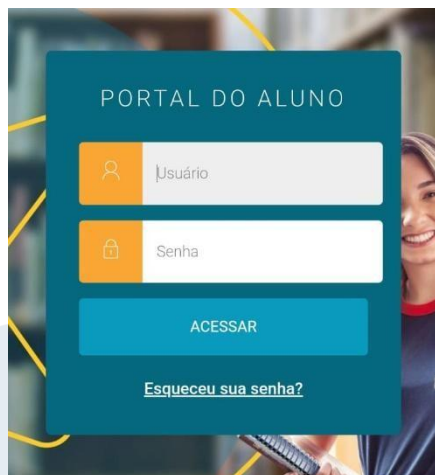 PORTAL DO ALUNO
Usuário
Senha
ACESSAR
Esqueceu sua senha?